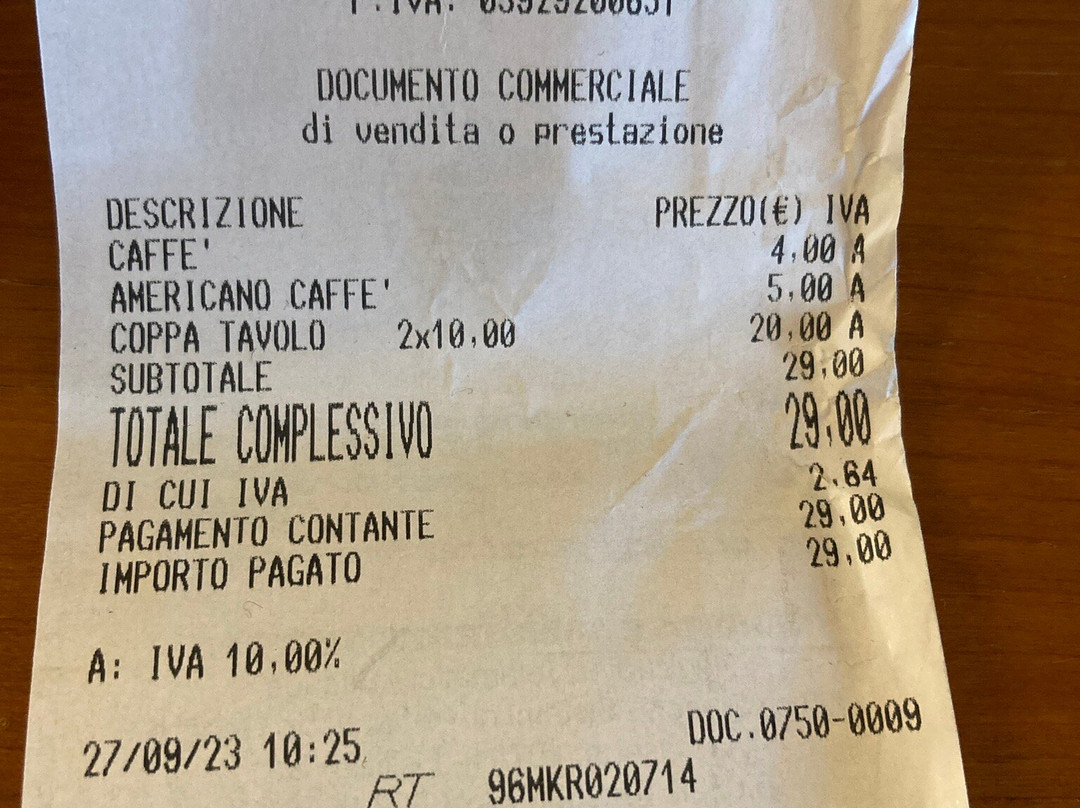 DOCUMENTO COMMERCIALE
di vendita o prestazione
DESCRIZIONE PREZZO(€) IVA
CAFFE' 4,00 A
AMERICANO CAFFE' 5,00 A
COPPA TAVOLO 2x10,00 20,00 A
SUBTOTALE 29,00
TOTALE COMPLESSIVO 29,00
DI CUI IVA 2,64
PAGAMENTO CONTANTE 29,00
IMPORTO PAGATO 29,00
A: IVA 10,00%
27/09/23 10:25 DOC.0750-0009
RT 96MKR020714